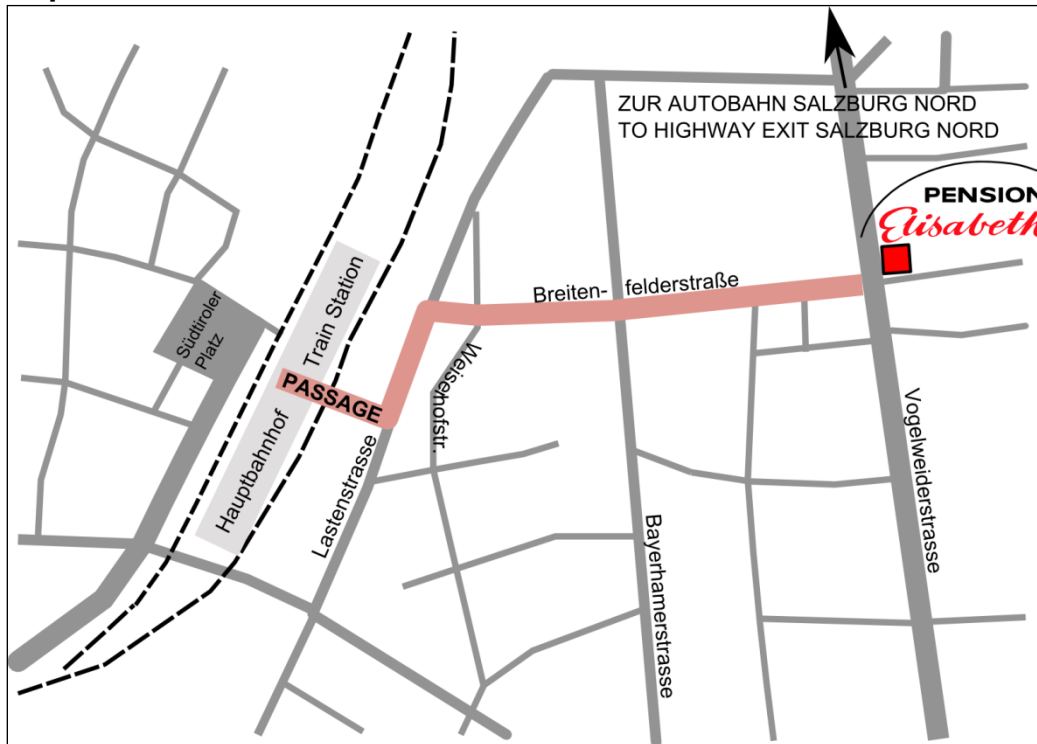 ZUR AUTOBAHN SALZBURG NORD
TO HIGHWAY EXIT SALZBURG NORD
PENSION
Elisabeth
Breiten-
felderstraße
Südtiroler
Platz
Hauptbahnhof
Train Station
PASSAGE
Lastenstrasse
Weiserhofstr.
Bayerhamerstrasse
Vogelweiderstrasse